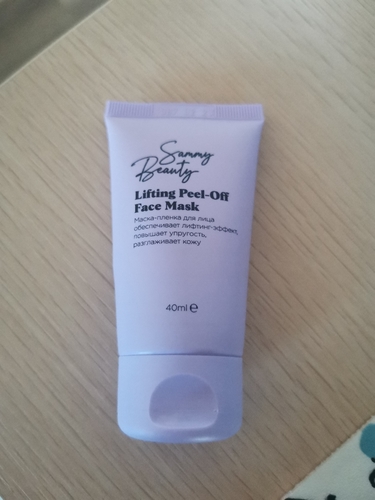 Sammy
Beauty
Lifting Peel-Off
Face Mask
Маска-пленка для лица
обеспечивает лифтинг-эффект,
повышает упругость,
разглаживает кожу
40ml ℮